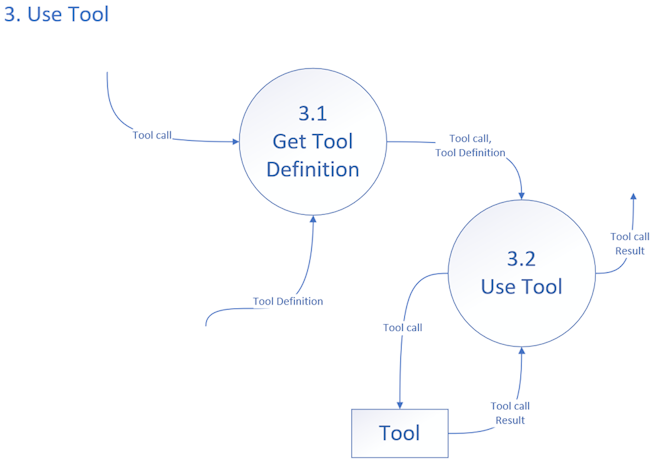 3. Use Tool
3.1
Get Tool
Definition
Tool call
Tool call,
Tool Definition
Tool Definition
3.2
Use Tool
Tool call
Result
Tool call
Tool call
Result
Tool